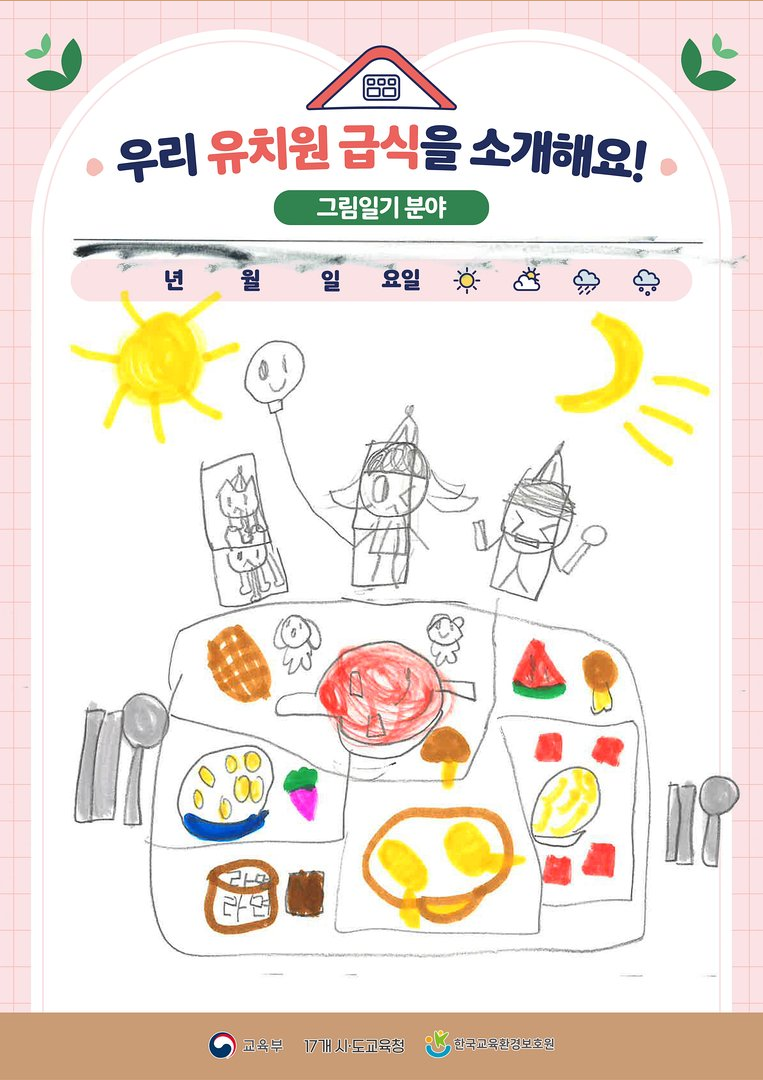 우리 유치원 급식을 소개해요!
그림일기 분야
년 월 일 요일
라면
라면
교육부 17개 시·도교육청 한국교육환경보호원